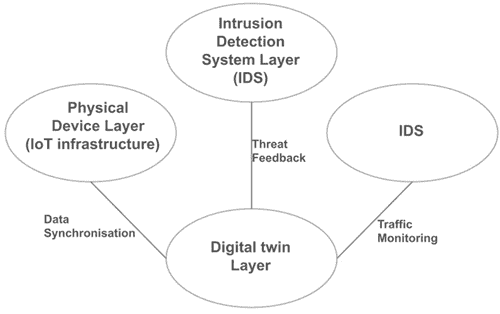 Intrusion
Detection
System Layer
(IDS)
Physical
Device Layer
(IoT infrastructure)
IDS
Threat
Feedback
Data
Synchronisation
Traffic
Monitoring
Digital twin
Layer